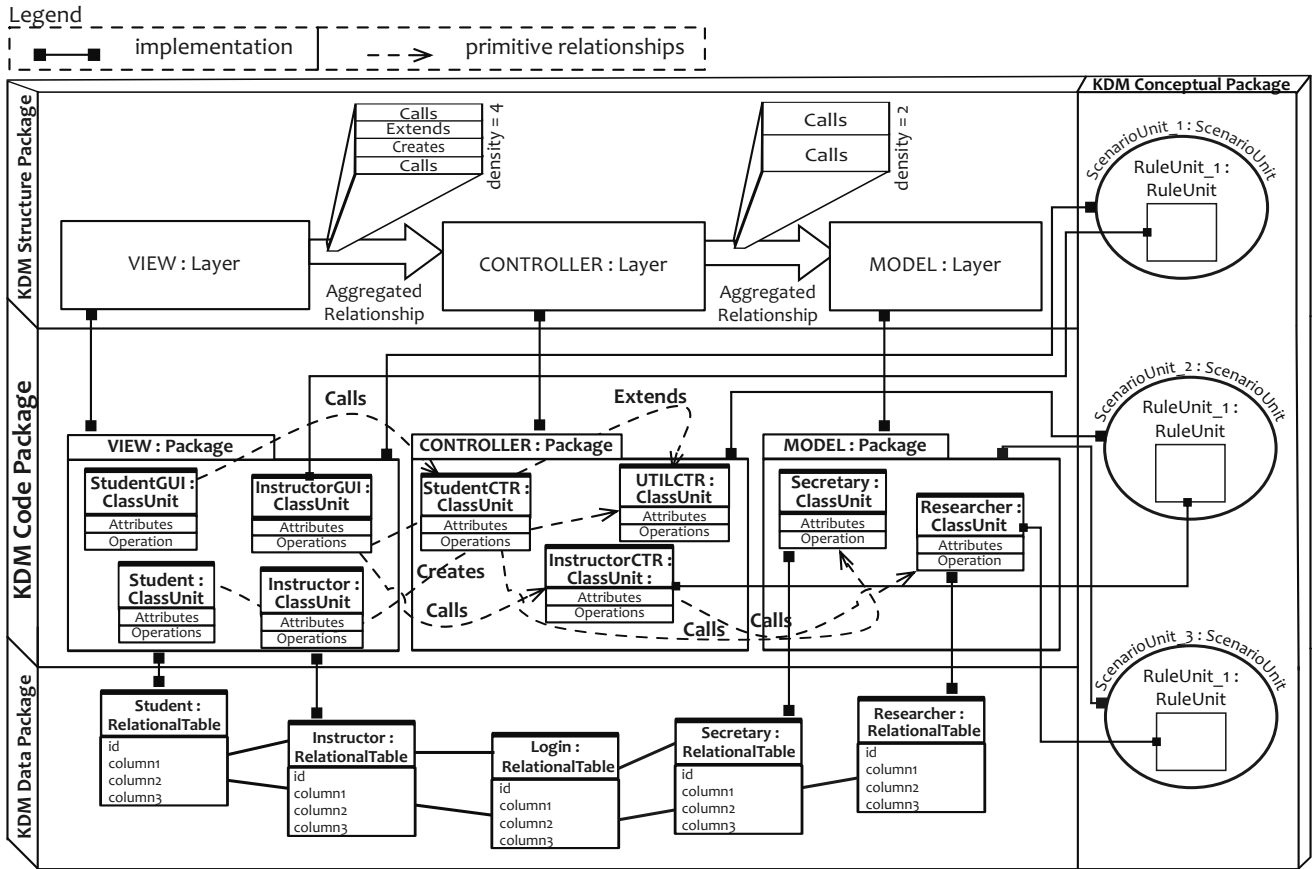 Legend
implementation
primitive relationships
KDM Structure Package
KDM Conceptual Package
Calls
Extends
Creates
Calls
density = 4
Calls
Calls
density = 2
VIEW : Layer
Aggregated
Relationship
CONTROLLER : Layer
Aggregated
Relationship
MODEL : Layer
ScenarioUnit_1 : ScenarioUnit
RuleUnit_1 :
RuleUnit
KDM Code Package
Calls
Extends
VIEW : Package
CONTROLLER : Package
MODEL : Package
StudentGUI :
ClassUnit
Attributes
Operation
InstructorGUI :
ClassUnit
Attributes
Operations
StudentCTR :
ClassUnit
Attributes
Operations
UTILCTR :
ClassUnit
Attributes
Operations
Secretary :
ClassUnit
Attributes
Operation
Researcher :
ClassUnit
Attributes
Operation
Student :
ClassUnit
Attributes
Operations
Instructor :
ClassUnit
Attributes
Operations
Creates
Calls
InstructorCTR :
ClassUnit :
Attributes
Operations
Calls
Calls
ScenarioUnit_2 : ScenarioUnit
RuleUnit_1 :
RuleUnit
ScenarioUnit_3 : ScenarioUnit
RuleUnit_1 :
RuleUnit
KDM Data Package
Student :
RelationalTable
id
column1
column2
column3
Instructor :
RelationalTable
id
column1
column2
column3
Login :
RelationalTable
id
column1
column2
column3
Secretary :
RelationalTable
id
column1
column2
column3
Researcher :
RelationalTable
id
column1
column2
column3